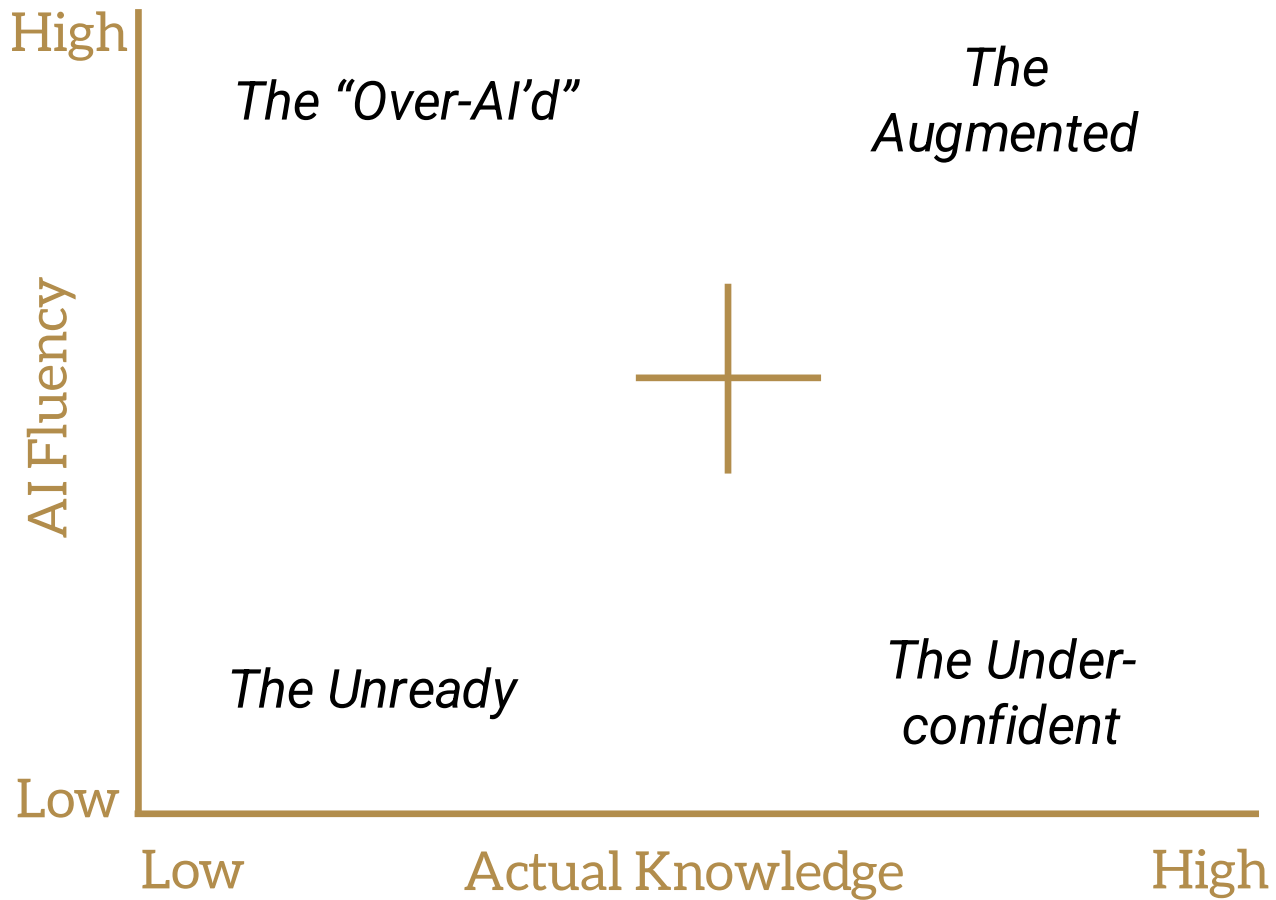 High
The “Over-AI’d”
The
Augmented
AI Fluency
The Unready
The Under-
confident
Low
Low
Actual Knowledge
High